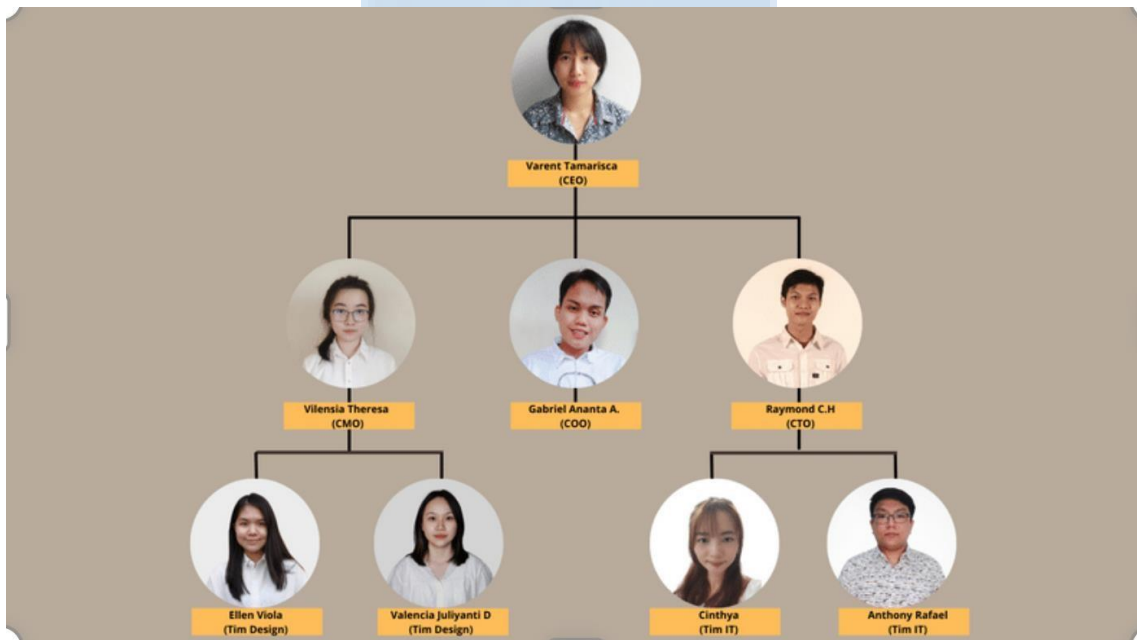 Varent Tamarisca
(CEO)
Vilensia Theresa
(CMO)
Gabriel Ananta A.
(COO)
Raymond C.H
(CTO)
Ellen Viola
(Tim Design)
Valencia Juliyanti D
(Tim Design)
Cinthya
(Tim IT)
Anthony Rafael
(Tim IT)